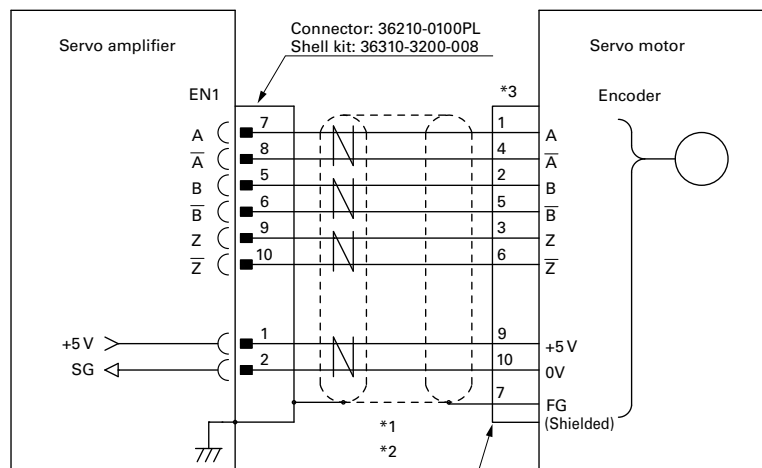 Connector: 36210-0100PL
Shell kit: 36310-3200-008
Servo amplifier
Servo motor
EN1
*3
Encoder
A 7 1 A
A̅ 8 4 A̅
B 5 2 B
B̅ 6 5 B̅
Z 9 3 Z
Z̅ 10 6 Z̅
+5 V 1 9 +5 V
SG 2 10 0V
7 FG
(Shielded)
*1
*2